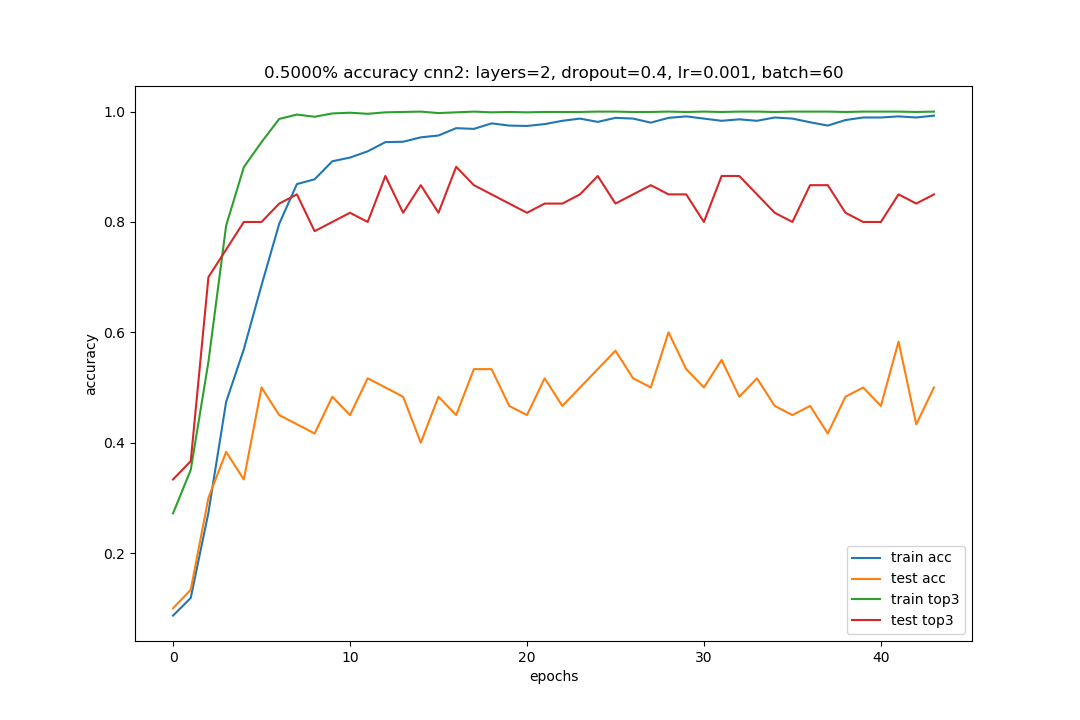 0.5000% accuracy cnn2: layers=2, dropout=0.4, lr=0.001, batch=60
1.0
0.8
0.6
0.4
0.2
accuracy
0 10 20 30 40
epochs
train acc
test acc
train top3
test top3